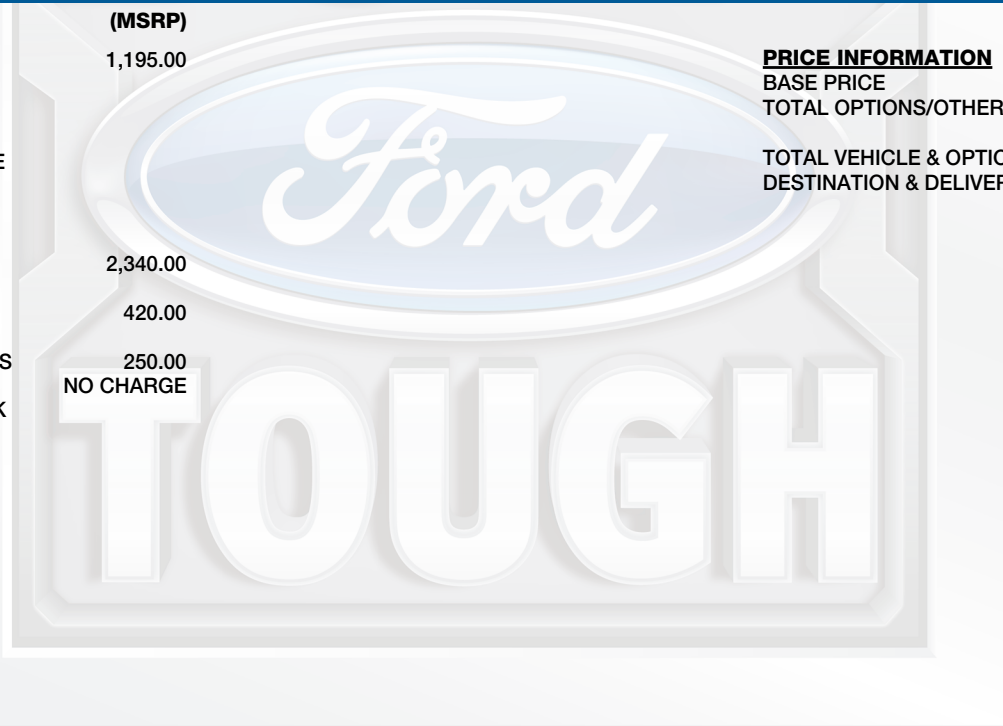 (MSRP)
1,195.00
E
2,340.00
420.00
S 250.00
NO CHARGE
K
PRICE INFORMATION
BASE PRICE
TOTAL OPTIONS/OTHER
TOTAL VEHICLE & OPTIO
DESTINATION & DELIVER
Ford
TOUGH